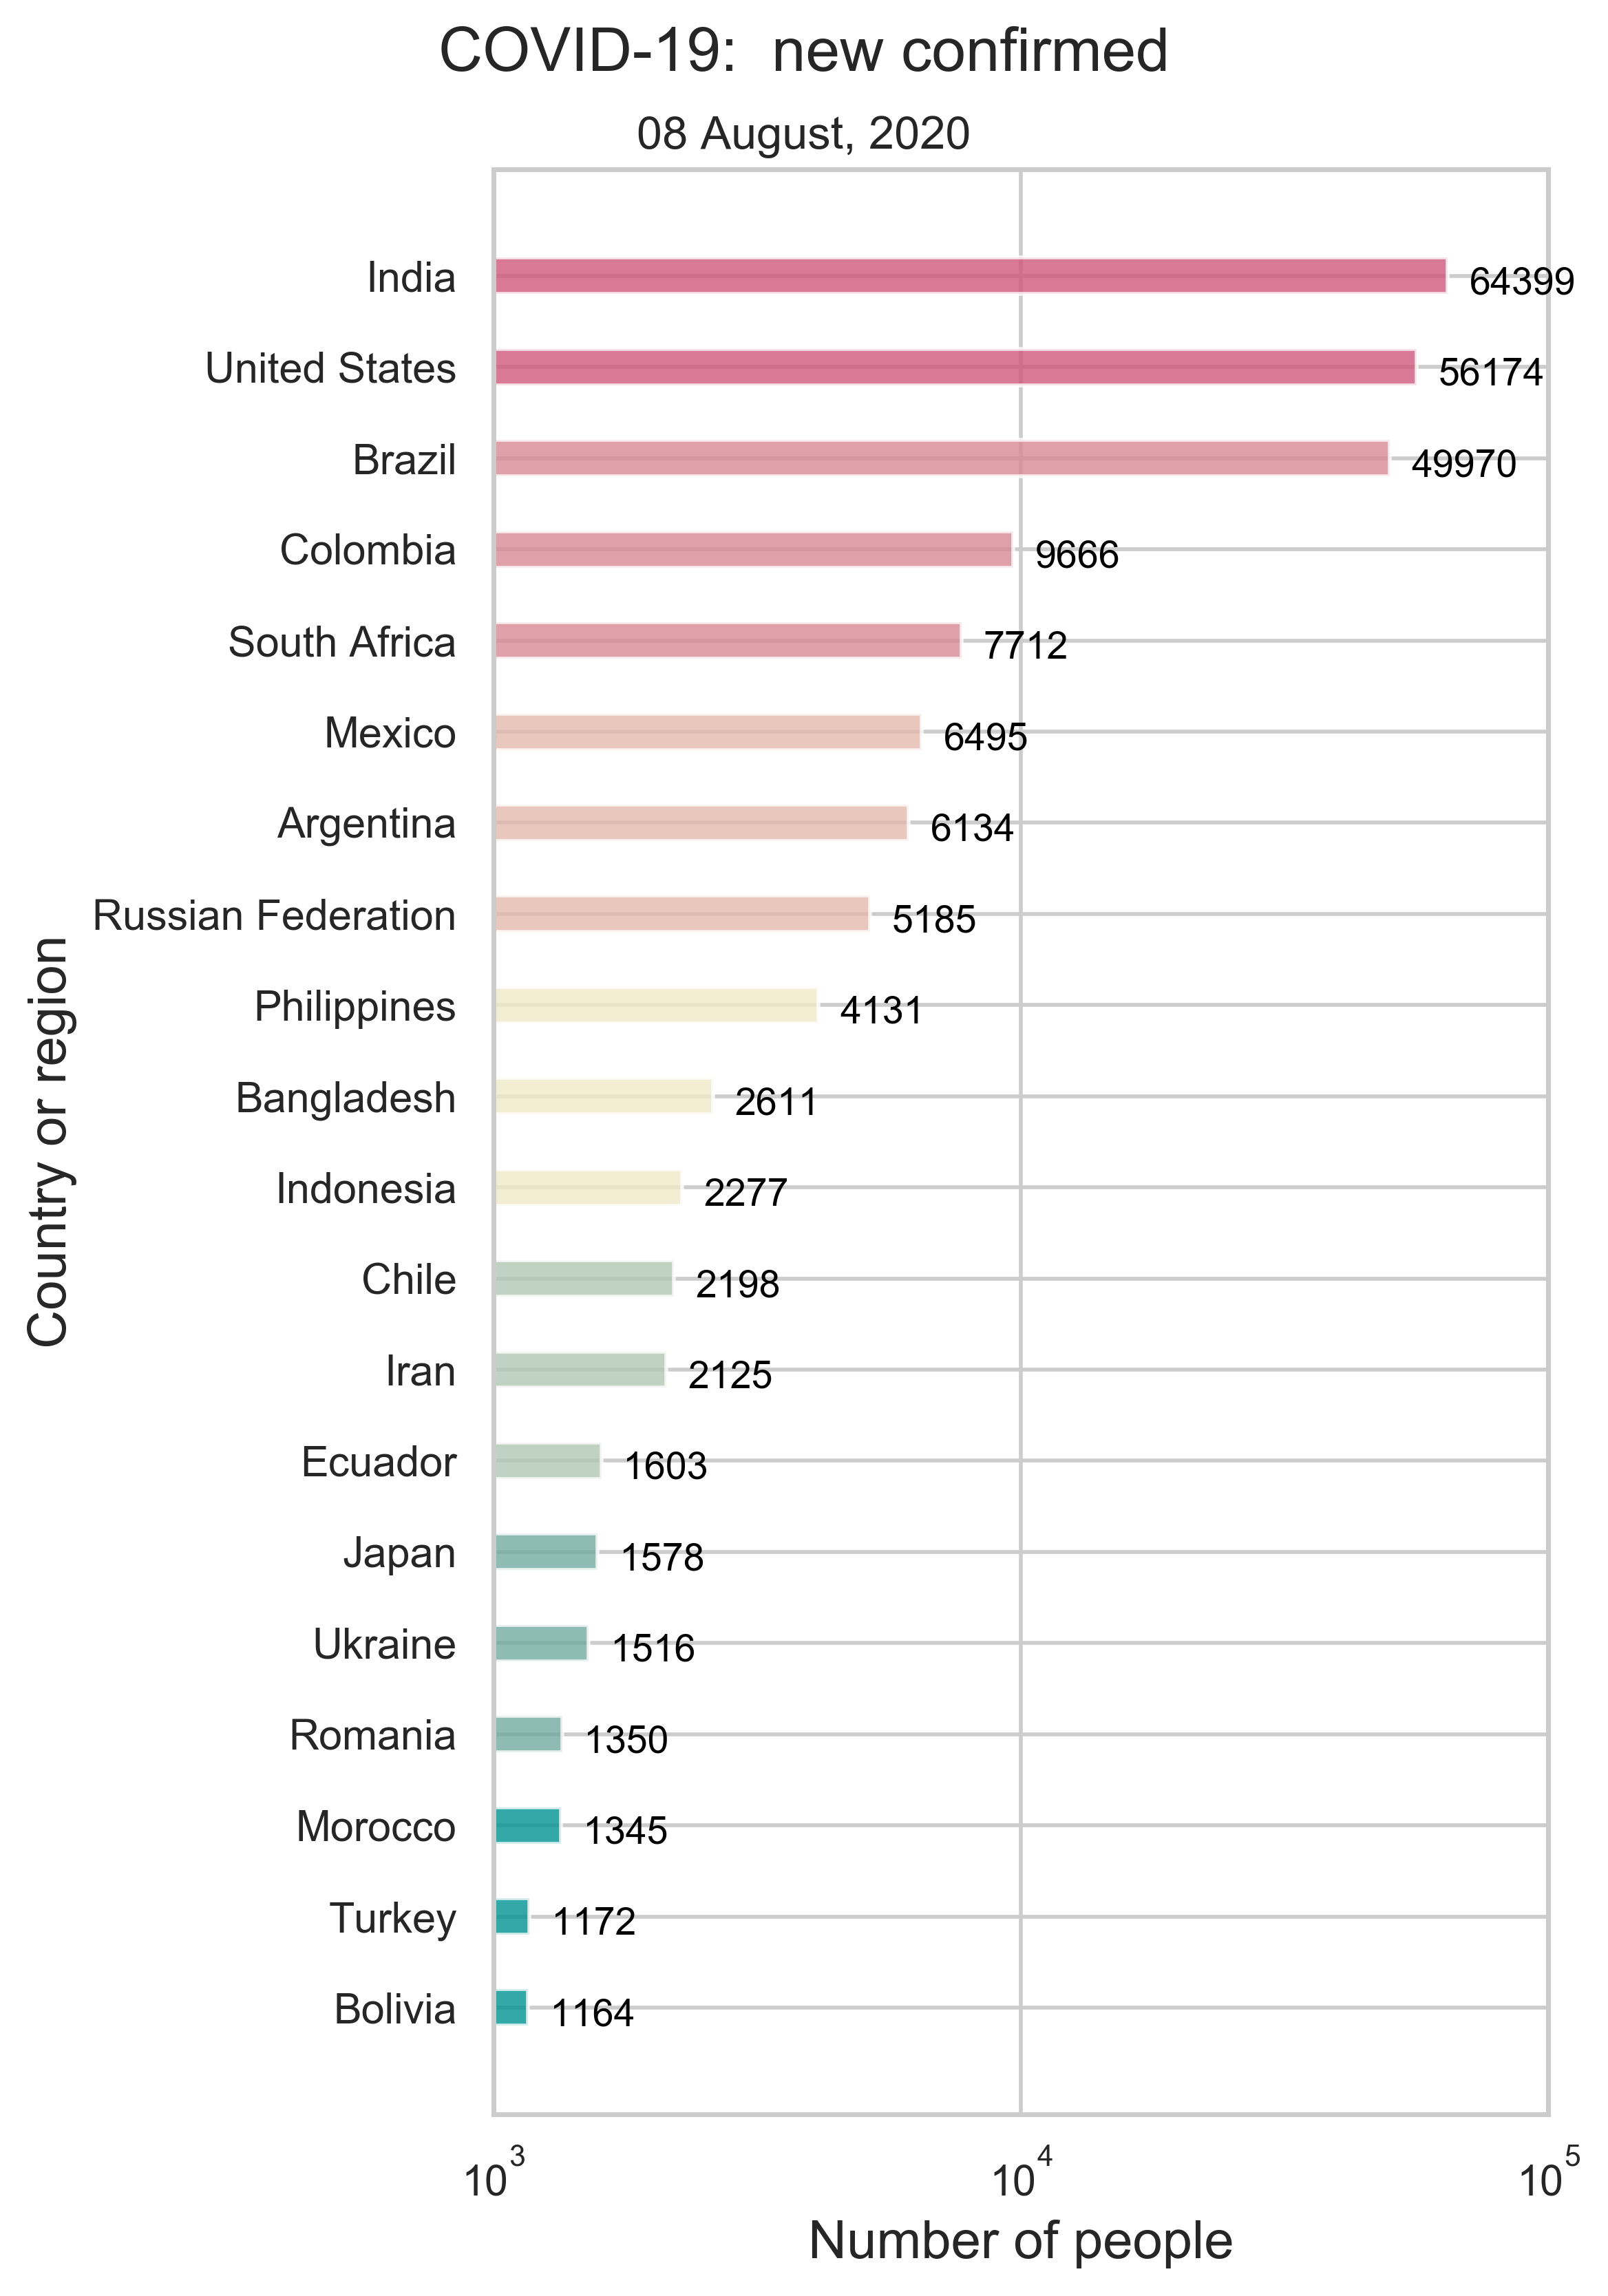 COVID-19:  new confirmed
08 August, 2020
India 64399
United States 56174
Brazil 49970
Colombia 9666
South Africa 7712
Mexico 6495
Argentina 6134
Russian Federation 5185
Philippines 4131
Bangladesh 2611
Indonesia 2277
Chile 2198
Iran 2125
Ecuador 1603
Japan 1578
Ukraine 1516
Romania 1350
Morocco 1345
Turkey 1172
Bolivia 1164
Country or region
10³ 10⁴ 10⁵
Number of people